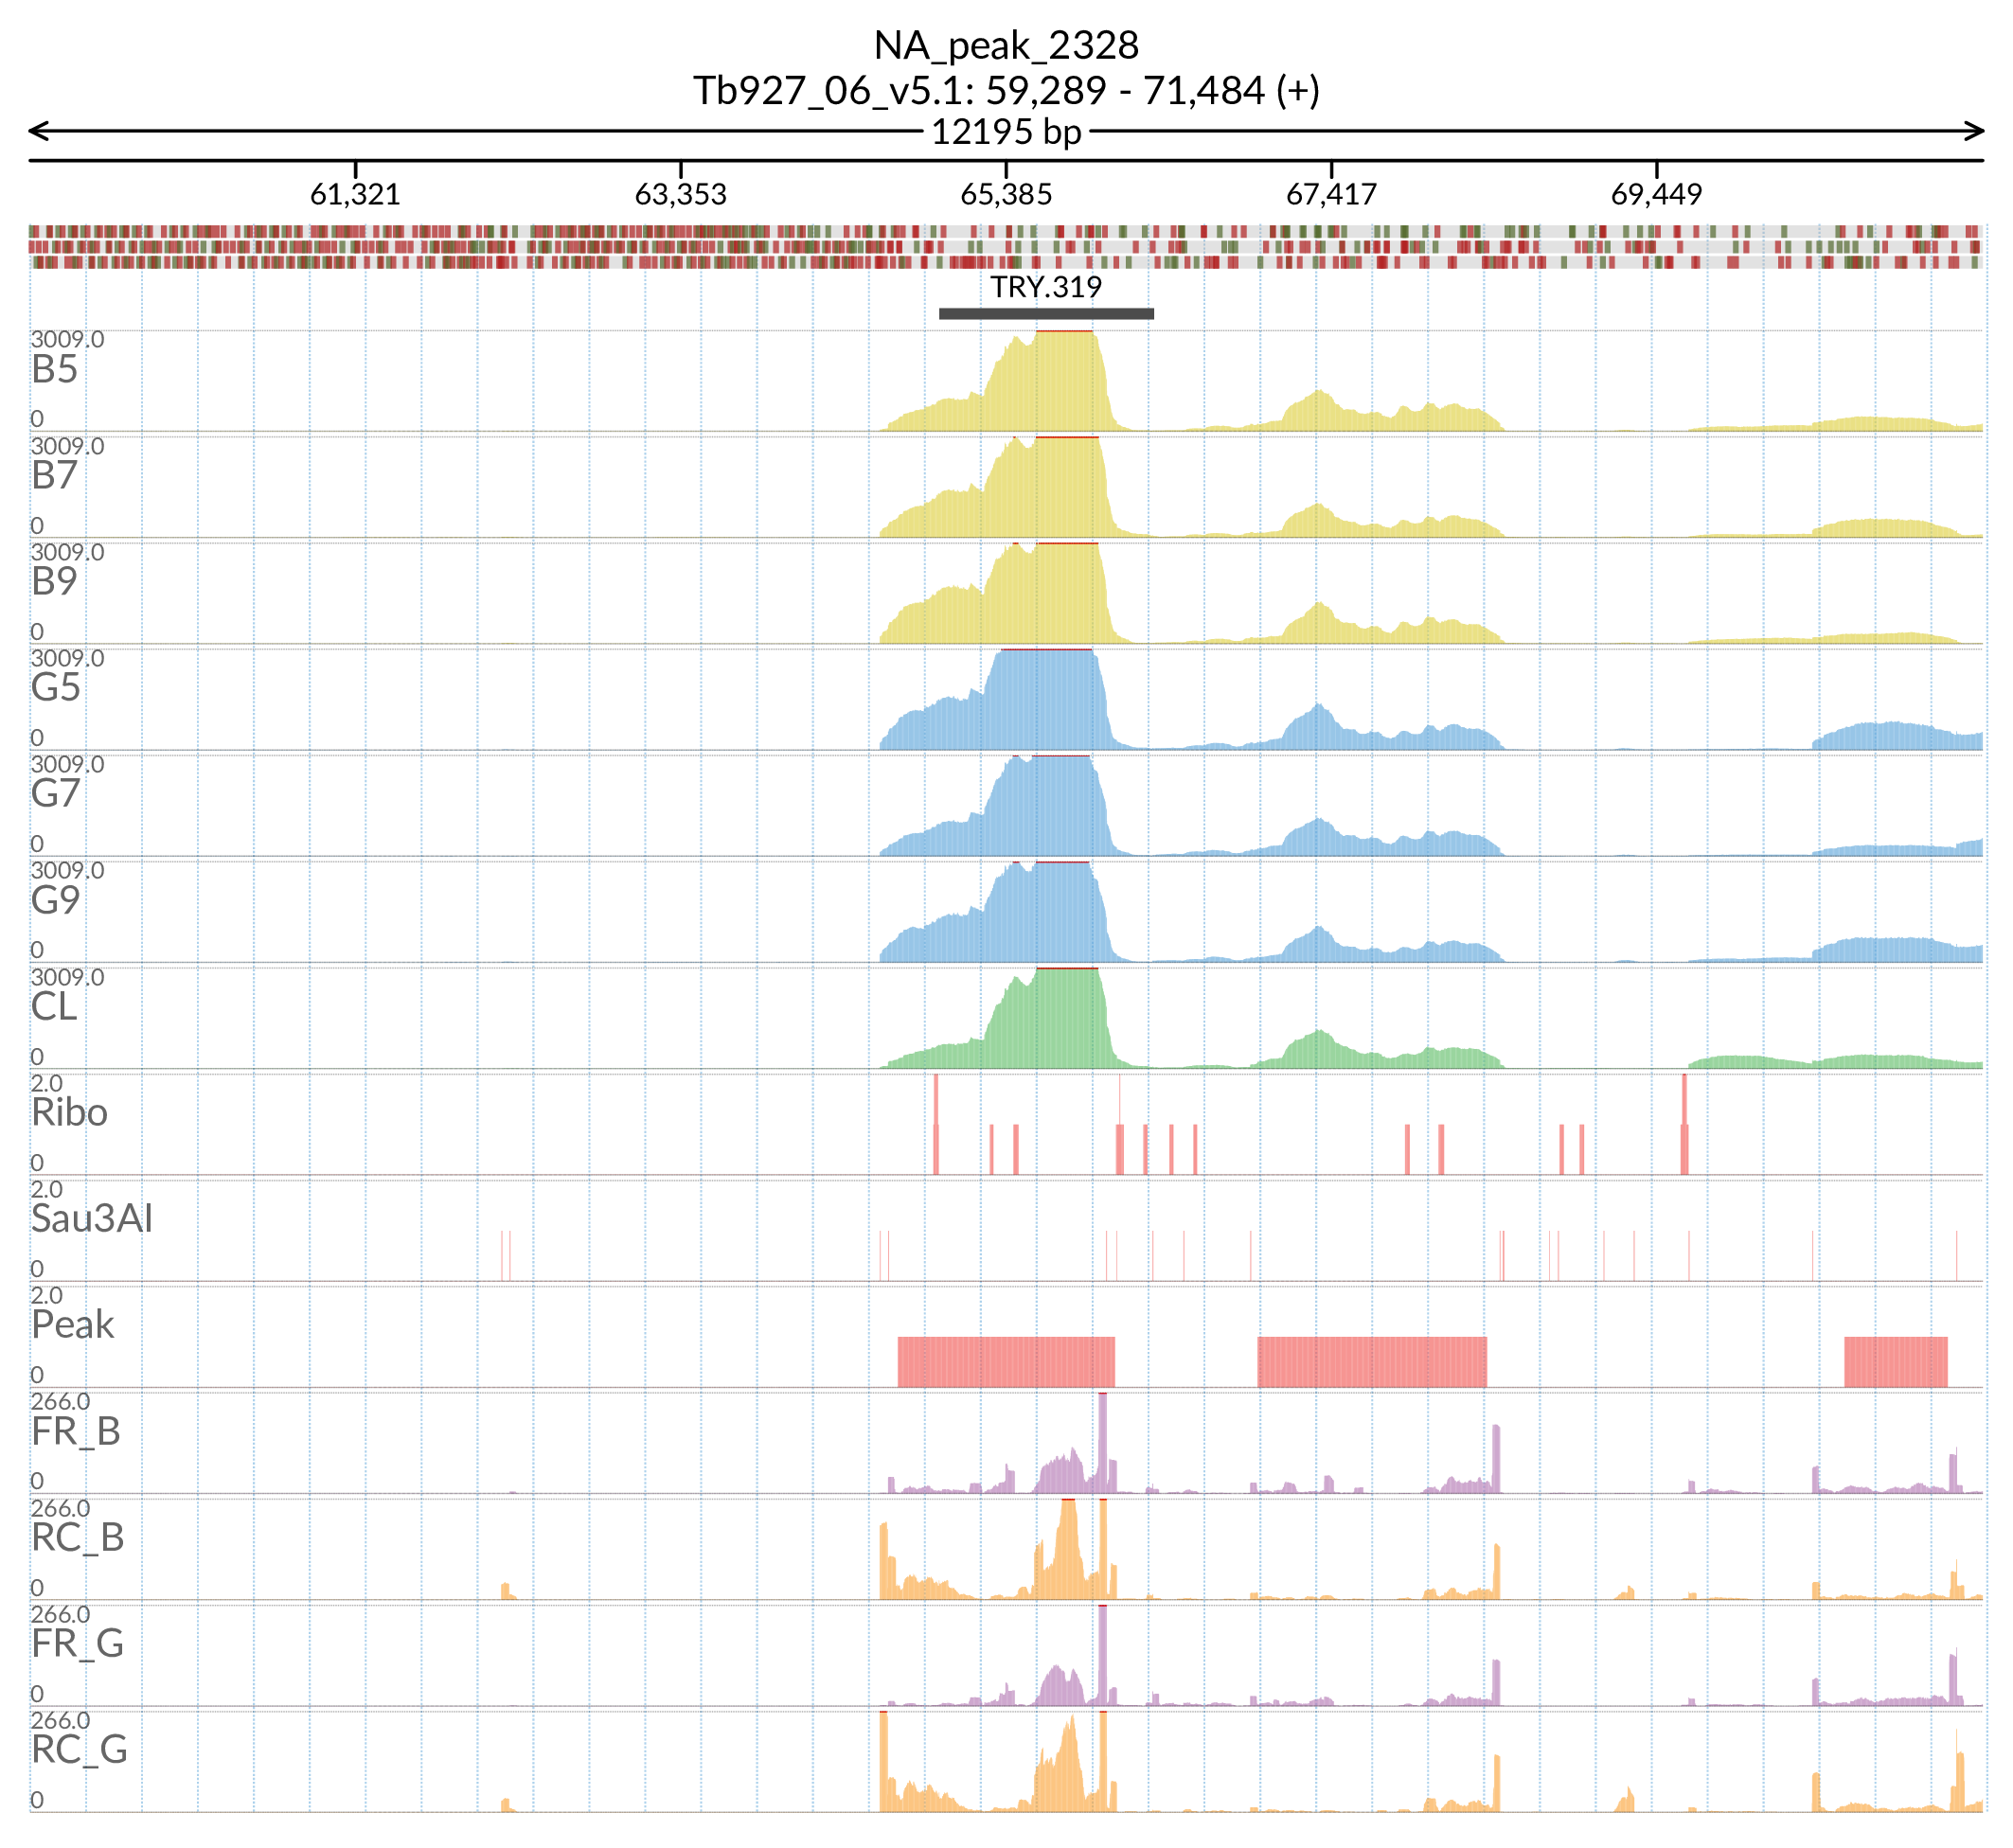 NA_peak_2328
Tb927_06_v5.1: 59,289 - 71,484 (+)
12195 bp
61,321 63,353 65,385 67,417 69,449
TRY.319
3009.0
B5
0
3009.0
B7
0
3009.0
B9
0
3009.0
G5
0
3009.0
G7
0
3009.0
G9
0
3009.0
CL
0
2.0
Ribo
0
2.0
Sau3AI
0
2.0
Peak
0
266.0
FR_B
0
266.0
RC_B
0
266.0
FR_G
0
266.0
RC_G
0